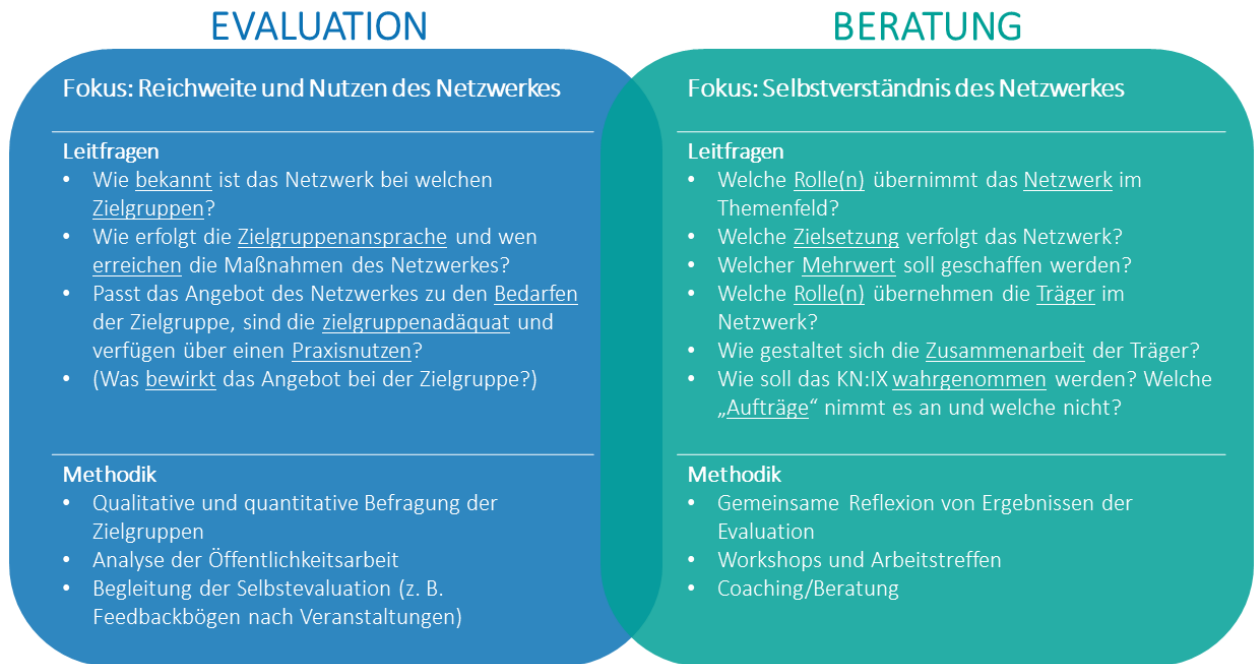 EVALUATION
Fokus: Reichweite und Nutzen des Netzwerkes
Leitfragen
• Wie bekannt ist das Netzwerk bei welchen
Zielgruppen?
• Wie erfolgt die Zielgruppenansprache und wen
erreichen die Maßnahmen des Netzwerkes?
• Passt das Angebot des Netzwerkes zu den Bedarfen
der Zielgruppe, sind die zielgruppenadäquat und
verfügen über einen Praxisnutzen?
• (Was bewirkt das Angebot bei der Zielgruppe?)
Methodik
• Qualitative und quantitative Befragung der
Zielgruppen
• Analyse der Öffentlichkeitsarbeit
• Begleitung der Selbstevaluation (z. B.
Feedbackbögen nach Veranstaltungen)
BERATUNG
Fokus: Selbstverständnis des Netzwerkes
Leitfragen
• Welche Rolle(n) übernimmt das Netzwerk im
Themenfeld?
• Welche Zielsetzung verfolgt das Netzwerk?
• Welcher Mehrwert soll geschaffen werden?
• Welche Rolle(n) übernehmen die Träger im
Netzwerk?
• Wie gestaltet sich die Zusammenarbeit der Träger?
• Wie soll das KN:IX wahrgenommen werden? Welche
„Aufträge“ nimmt es an und welche nicht?
Methodik
• Gemeinsame Reflexion von Ergebnissen der
Evaluation
• Workshops und Arbeitstreffen
• Coaching/Beratung